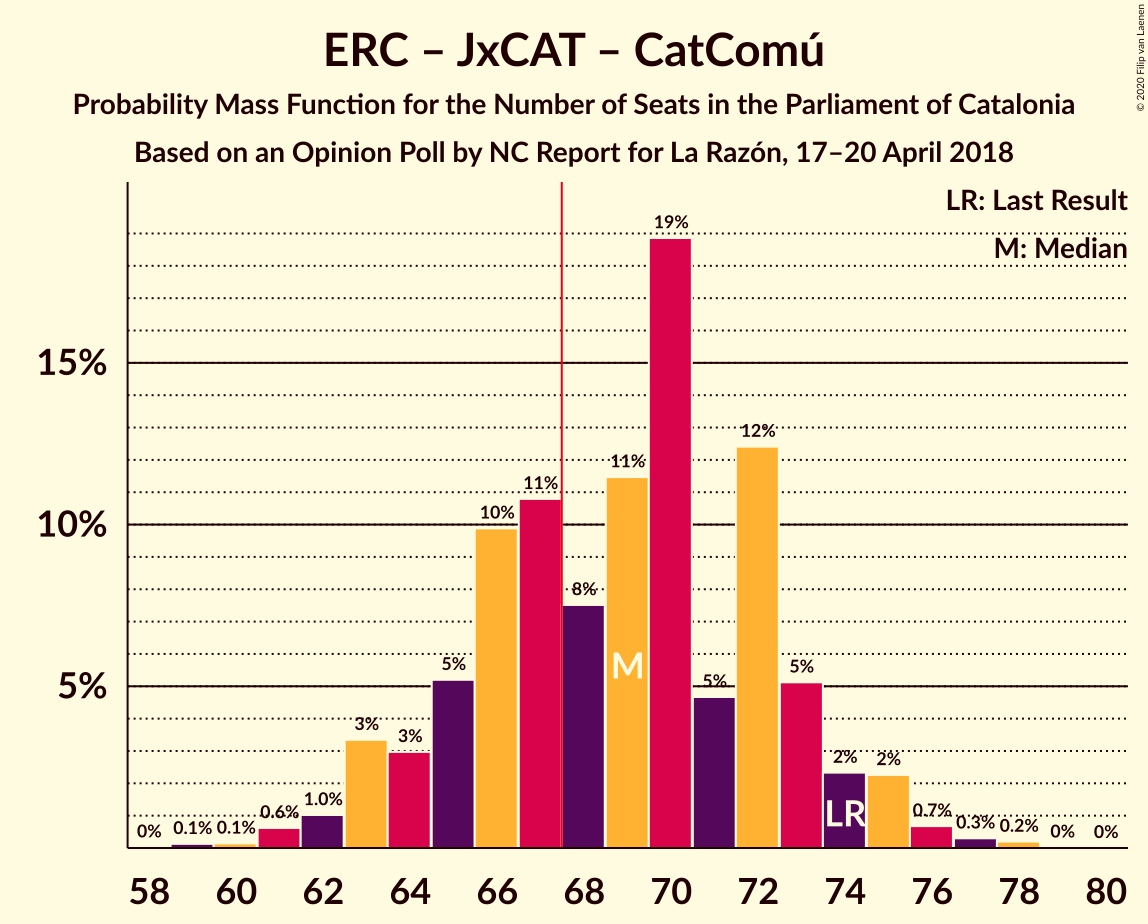 ERC – JxCAT – CatComú
Probability Mass Function for the Number of Seats in the Parliament of Catalonia
Based on an Opinion Poll by NC Report for La Razón, 17–20 April 2018
© 2020 Filip van Laenen
LR: Last Result
M: Median
15%
10%
5%
0% 0.1% 0.1% 0.6% 1.0% 3% 3% 5% 10% 11% 8% 11% 19% 5% 12% 5% 2% 2% 0.7% 0.3% 0.2% 0% 0%
M
LR
58 60 62 64 66 68 70 72 74 76 78 80